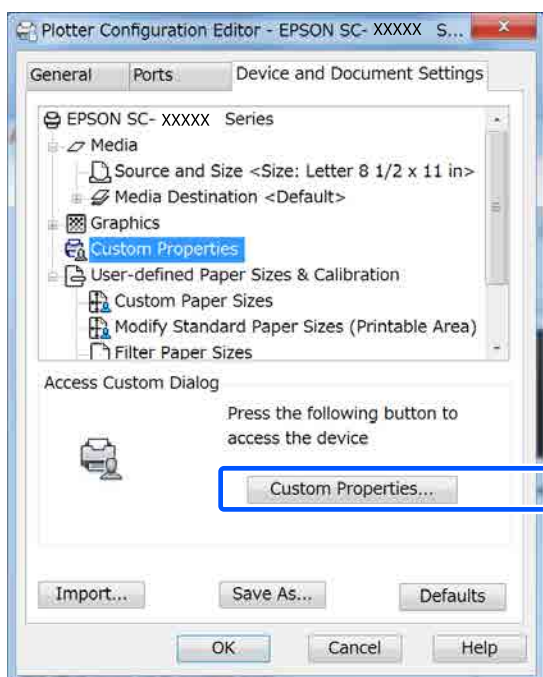 Plotter Configuration Editor - EPSON SC- XXXXX S...
General Ports Device and Document Settings
EPSON SC- XXXXX Series
Media
Source and Size <Size: Letter 8 1/2 x 11 in>
Media Destination <Default>
Graphics
Custom Properties
User-defined Paper Sizes & Calibration
Custom Paper Sizes
Modify Standard Paper Sizes (Printable Area)
Filter Paper Sizes
Access Custom Dialog
Press the following button to
access the device
Custom Properties...
Import... Save As... Defaults
OK Cancel Help